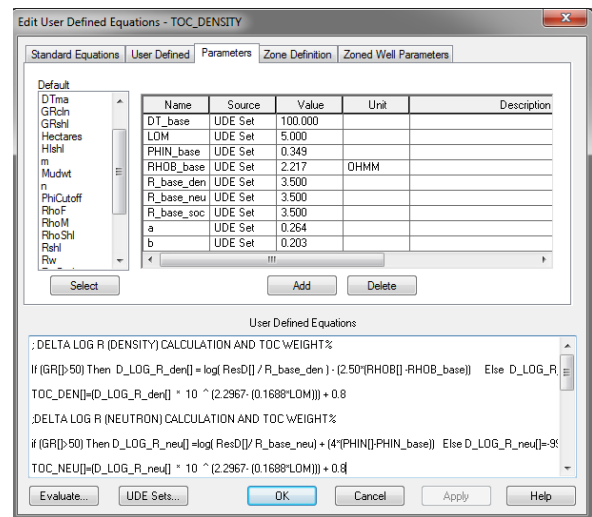 Edit User Defined Equations - TOC_DENSITY
Standard Equations User Defined Parameters Zone Definition Zoned Well Parameters
Default
DTma
GRcln
GRshl
Hectares
HIshl
m
Mudwt
n
PhiCutoff
RhoF
RhoM
RhoShl
Rshl
Rw
Name Source Value Unit Description
DT_base UDE Set 100.000
LOM UDE Set 5.000
PHIN_base UDE Set 0.349
RHOB_base UDE Set 2.217 OHMM
R_base_den UDE Set 3.500
R_base_neu UDE Set 3.500
R_base_soc UDE Set 3.500
a UDE Set 0.264
b UDE Set 0.203
Select Add Delete
User Defined Equations
; DELTA LOG R (DENSITY) CALCULATION AND TOC WEIGHT%
If (GR[]>50) Then D_LOG_R_den[] = log( ResD[] / R_base_den ) - (2.50*(RHOB[] -RHOB_base)) Else D_LOG_R_
TOC_DEN[]=(D_LOG_R_den[] * 10 ^ (2.2967- (0.1688*LOM))) + 0.8
;DELTA LOG R (NEUTRON) CALCULATION AND TOC WEIGHT%
if (GR[]>50) Then D_LOG_R_neu[] =log( ResD[]/ R_base_neu) + (4*(PHIN[]-PHIN_base)) Else D_LOG_R_neu[]=-99
TOC_NEU[]=(D_LOG_R_neu[] * 10 ^ (2.2967- (0.1688*LOM))) + 0.8
Evaluate... UDE Sets... OK Cancel Apply Help